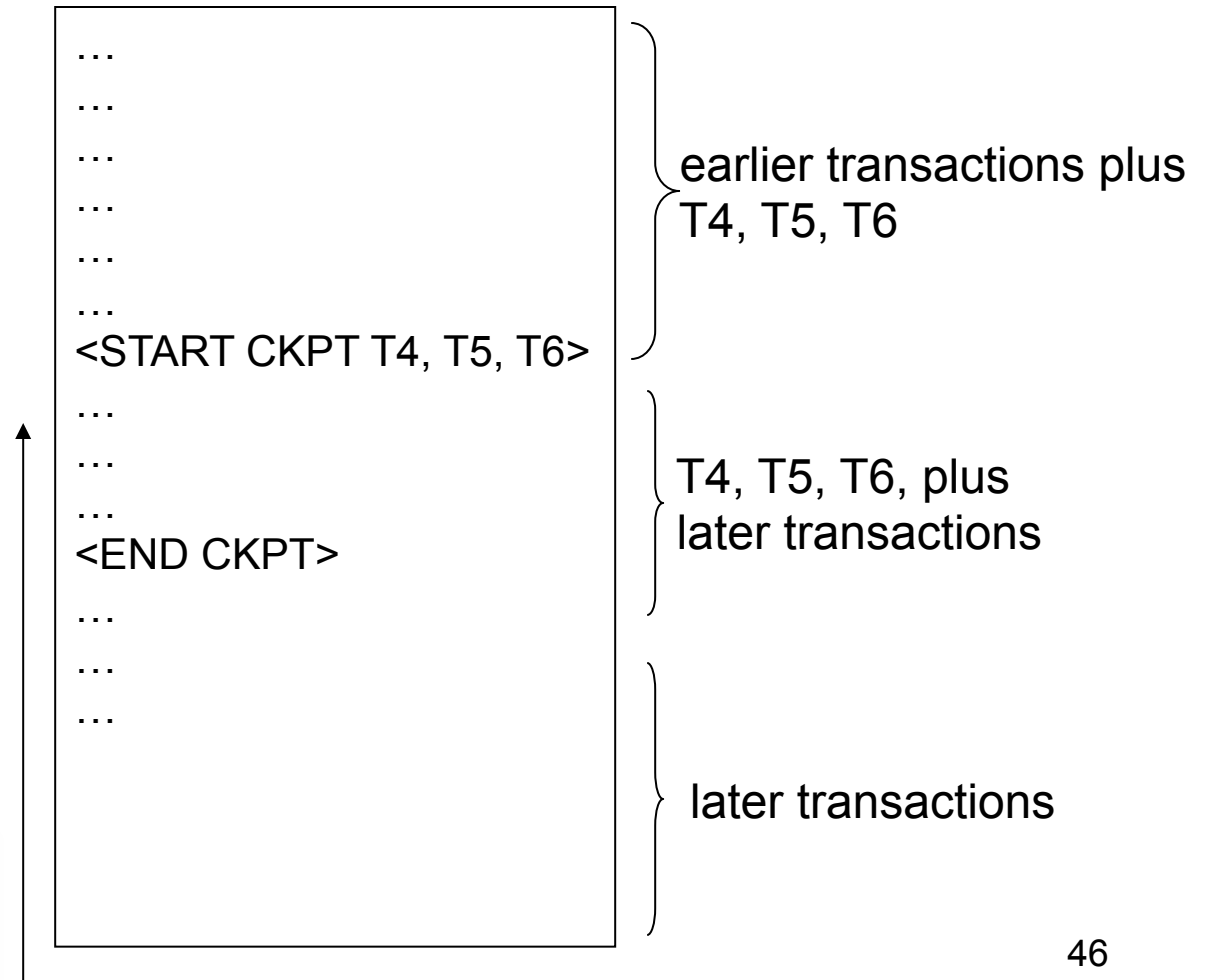 …
…
…
…
…
…
<START CKPT T4, T5, T6>
earlier transactions plus
T4, T5, T6
…
…
…
<END CKPT>
T4, T5, T6, plus
later transactions
…
…
…
later transactions
46